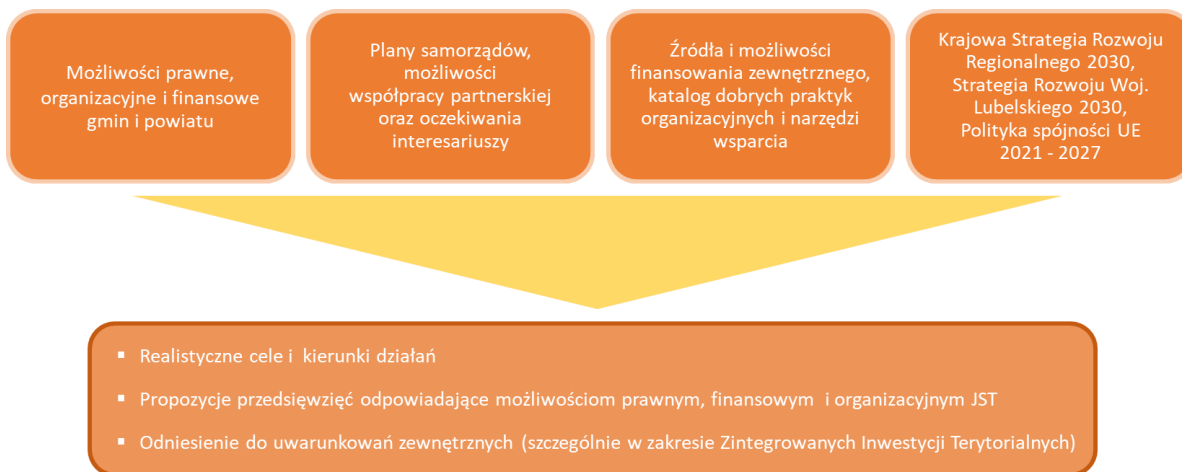 Możliwości prawne,
organizacyjne i finansowe
gmin i powiatu
Plany samorządów,
możliwości
współpracy partnerskiej
oraz oczekiwania
interesariuszy
Źródła i możliwości
finansowania zewnętrznego,
katalog dobrych praktyk
organizacyjnych i narzędzi
wsparcia
Krajowa Strategia Rozwoju
Regionalnego 2030,
Strategia Rozwoju Woj.
Lubelskiego 2030,
Polityka spójności UE
2021 - 2027
▪ Realistyczne cele i kierunki działań
▪ Propozycje przedsięwzięć odpowiadające możliwościom prawnym, finansowym i organizacyjnym JST
▪ Odniesienie do uwarunkowań zewnętrznych (szczególnie w zakresie Zintegrowanych Inwestycji Terytorialnych)